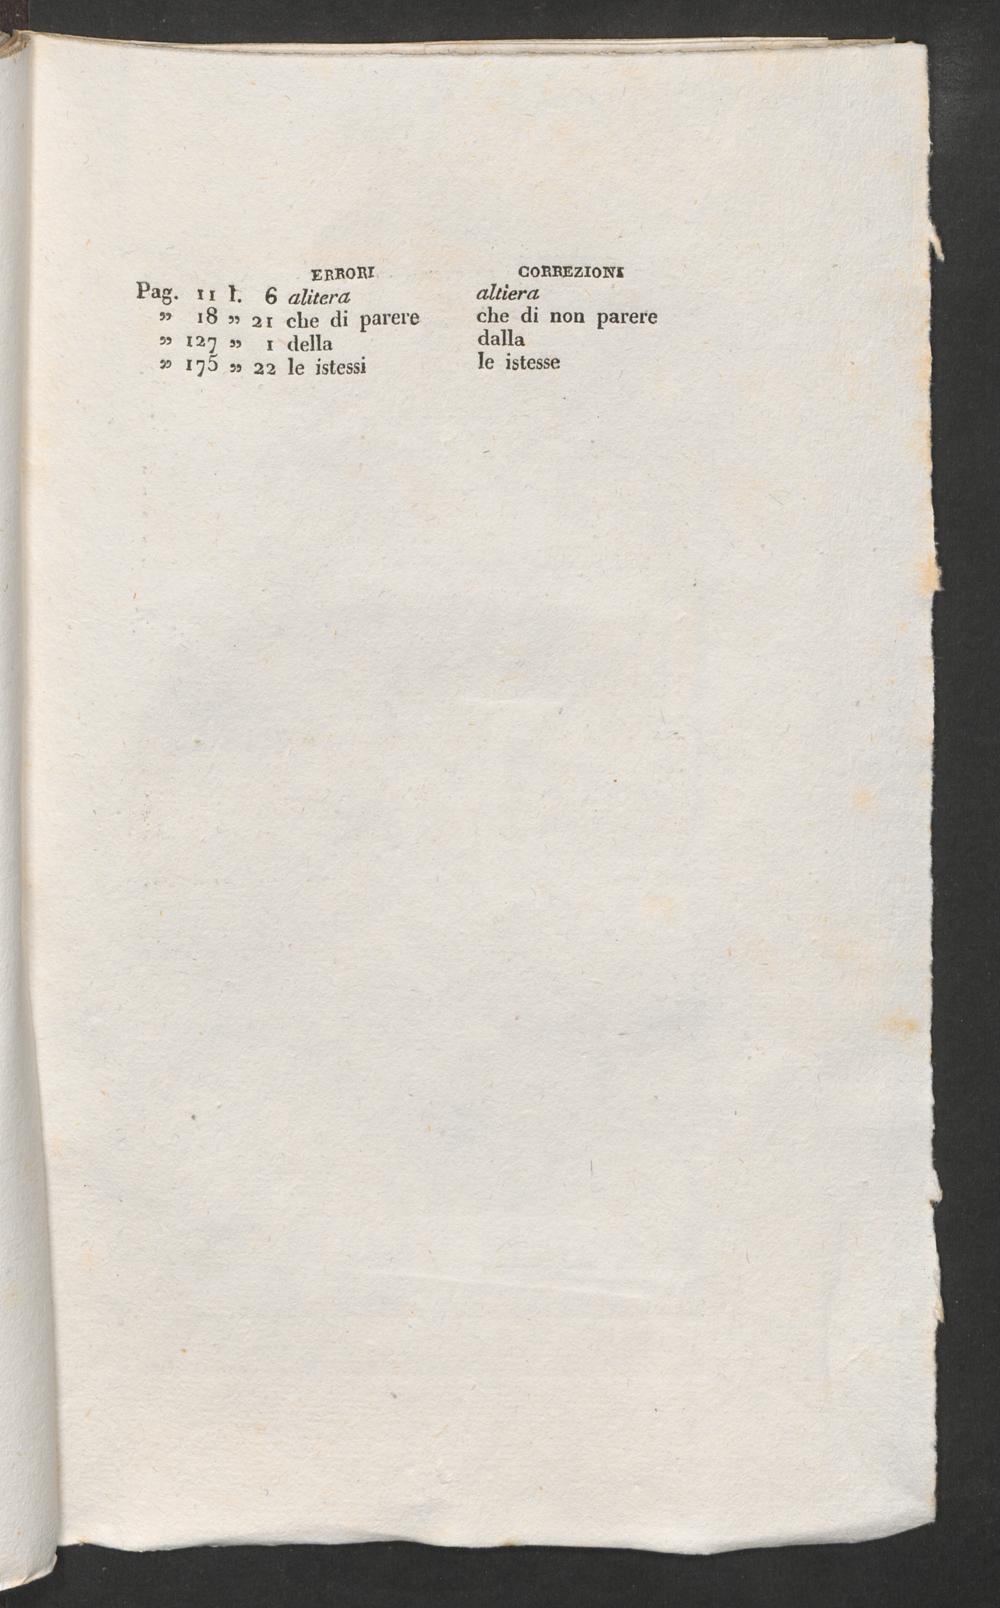 ERRORI CORREZIONI
Pag. 11 l. 6 alitera altiera
” 18 ” 21 che di parere che di non parere
” 127 ” 1 della dalla
” 175 ” 22 le istessi le istesse